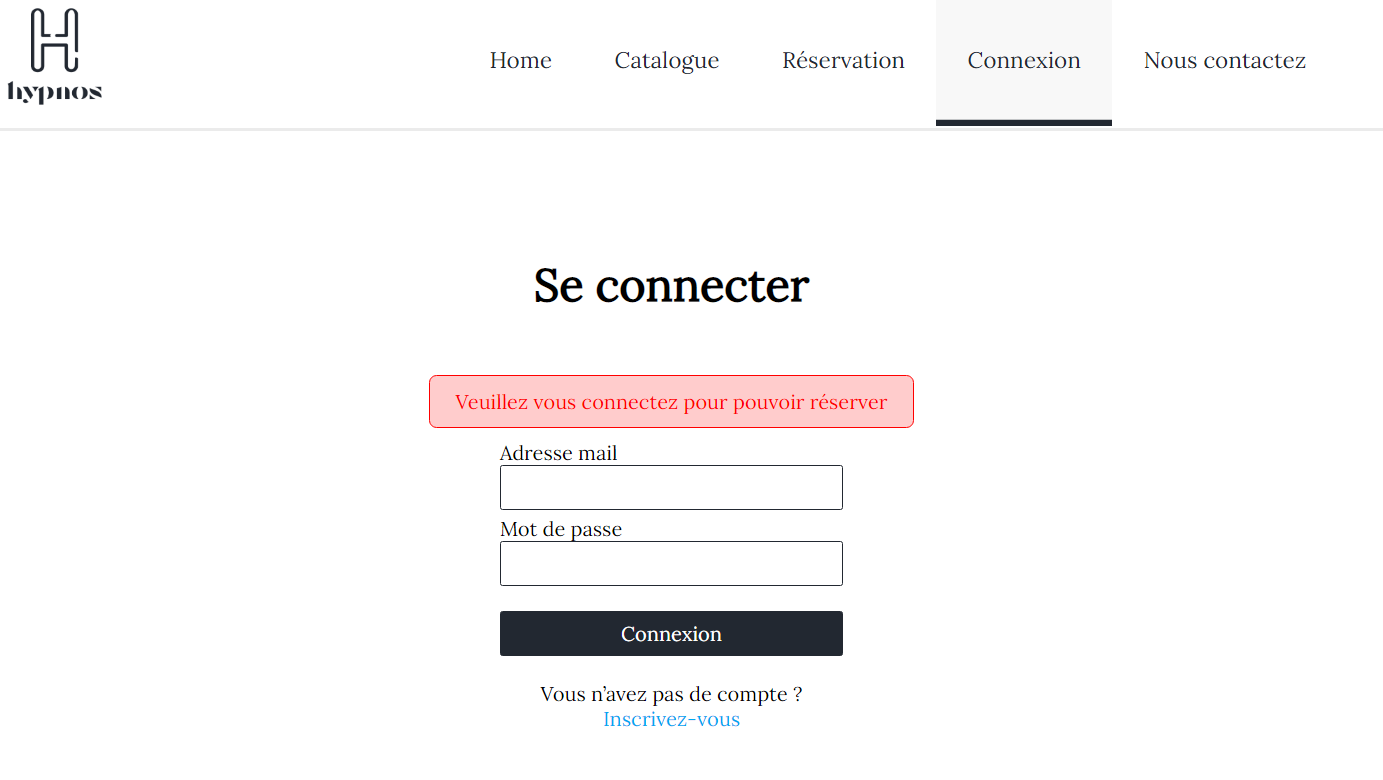 hypnos
Home Catalogue Réservation Connexion Nous contactez
Se connecter
Veuillez vous connectez pour pouvoir réserver
Adresse mail
Mot de passe
Connexion
Vous n’avez pas de compte ?
Inscrivez-vous